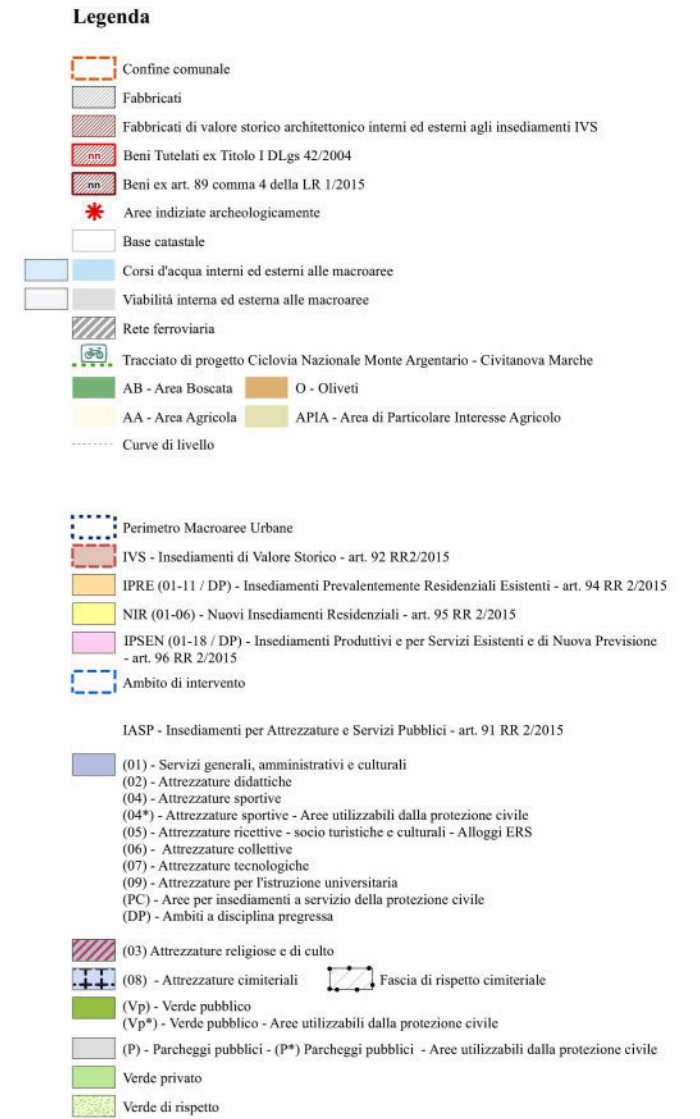 Legenda
Confine comunale
Fabbricati
Fabbricati di valore storico architettonico interni ed esterni agli insediamenti IVS
nn Beni Tutelati ex Titolo I DLgs 42/2004
nn Beni ex art. 89 comma 4 della LR 1/2015
Aree indiziate archeologicamente
Base catastale
Corsi d'acqua interni ed esterni alle macroaree
Viabilità interna ed esterna alle macroaree
Rete ferroviaria
Tracciato di progetto Ciclovia Nazionale Monte Argentario - Civitanova Marche
AB - Area Boscata O - Oliveti
AA - Area Agricola APIA - Area di Particolare Interesse Agricolo
Curve di livello
Perimetro Macroaree Urbane
IVS - Insediamenti di Valore Storico - art. 92 RR2/2015
IPRE (01-11 / DP) - Insediamenti Prevalentemente Residenziali Esistenti - art. 94 RR 2/2015
NIR (01-06) - Nuovi Insediamenti Residenziali - art. 95 RR 2/2015
IPSEN (01-18 / DP) - Insediamenti Produttivi e per Servizi Esistenti e di Nuova Previsione
- art. 96 RR 2/2015
Ambito di intervento
IASP - Insediamenti per Attrezzature e Servizi Pubblici - art. 91 RR 2/2015
(01) - Servizi generali, amministrativi e culturali
(02) - Attrezzature didattiche
(04) - Attrezzature sportive
(04*) - Attrezzature sportive - Aree utilizzabili dalla protezione civile
(05) - Attrezzature ricettive - socio turistiche e culturali - Alloggi ERS
(06) - Attrezzature collettive
(07) - Attrezzature tecnologiche
(09) - Attrezzature per l'istruzione universitaria
(PC) - Aree per insediamenti a servizio della protezione civile
(DP) - Ambiti a disciplina pregressa
(03) Attrezzature religiose e di culto
(08) - Attrezzature cimiteriali Fascia di rispetto cimiteriale
(Vp) - Verde pubblico
(Vp*) - Verde pubblico - Aree utilizzabili dalla protezione civile
(P) - Parcheggi pubblici - (P*) Parcheggi pubblici - Aree utilizzabili dalla protezione civile
Verde privato
Verde di rispetto